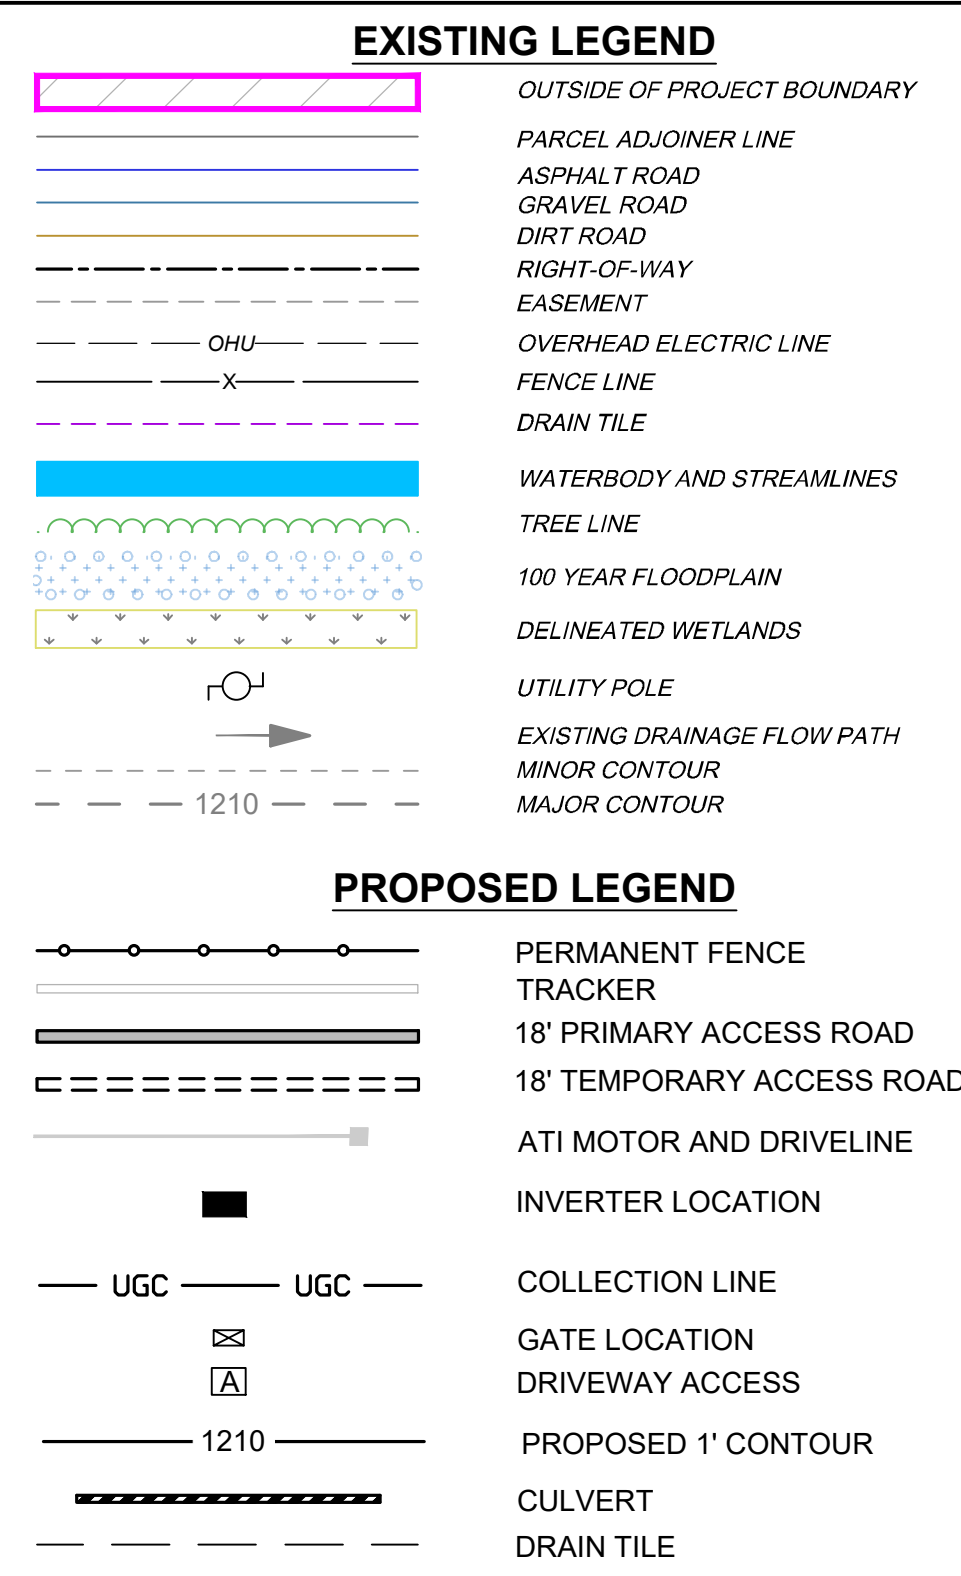 EXISTING LEGEND
OUTSIDE OF PROJECT BOUNDARY
PARCEL ADJOINER LINE
ASPHALT ROAD
GRAVEL ROAD
DIRT ROAD
RIGHT-OF-WAY
EASEMENT
OHU OVERHEAD ELECTRIC LINE
X FENCE LINE
DRAIN TILE
WATERBODY AND STREAMLINES
TREE LINE
100 YEAR FLOODPLAIN
DELINEATED WETLANDS
UTILITY POLE
EXISTING DRAINAGE FLOW PATH
MINOR CONTOUR
1210 MAJOR CONTOUR
PROPOSED LEGEND
PERMANENT FENCE
TRACKER
18' PRIMARY ACCESS ROAD
18' TEMPORARY ACCESS ROAD
ATI MOTOR AND DRIVELINE
INVERTER LOCATION
UGC UGC COLLECTION LINE
GATE LOCATION
A DRIVEWAY ACCESS
1210 PROPOSED 1' CONTOUR
CULVERT
DRAIN TILE